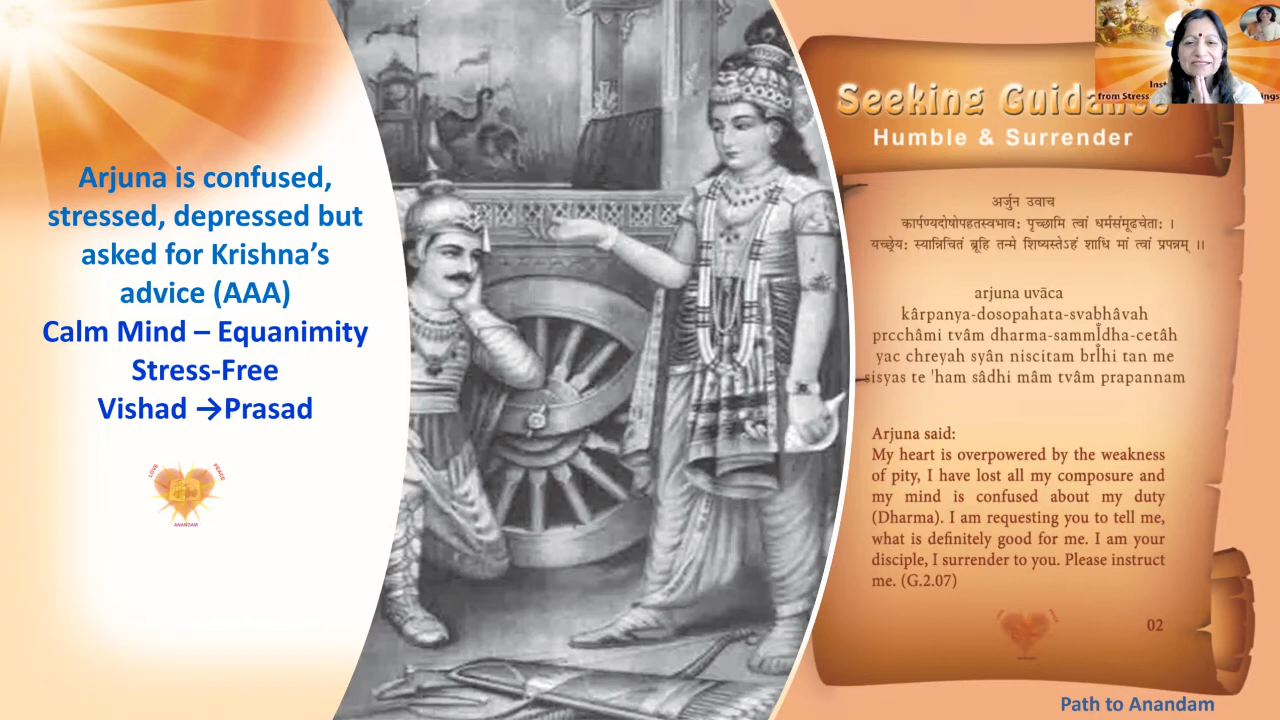 Arjuna is confused,
stressed, depressed but
asked for Krishna’s
advice (AAA)
Calm Mind – Equanimity
Stress-Free
Vishad →Prasad
LOVE
PEACE
ANANDAM
Seeking Guidance
Humble & Surrender
अर्जुन उवाच
कार्पण्यदोषोपहतस्वभावः पृच्छामि त्वां धर्मसंमूढचेताः ।
यच्छ्रेयः स्यान्निचितं ब्रूहि तन्मे शिष्यस्तेऽहं शाधि मां त्वां प्रपन्नम् ।।
arjuna uvāca
kârpanya-dosopahata-svabhâvah
prcchâmi tvâm
yac chreyah syân niscitam
tan me
sisyas te 'ham sâdhi mâm tvâm prapannam
Arjuna said:
My heart is overpowered by the weakness
of pity, I have lost all my composure and
my mind is confused about my duty
(Dharma). I am requesting you to tell me,
what is definitely good for me. I am your
disciple, I surrender to you. Please instruct
me. (G.2.07)
02
Path to Anandam
from Stress